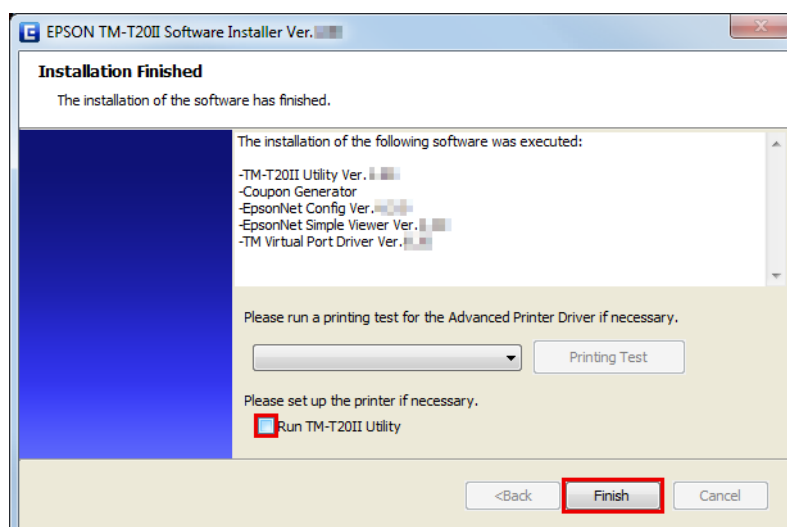 EPSON TM-T20II Software Installer Ver.
Installation Finished
The installation of the software has finished.
The installation of the following software was executed:
-TM-T20II Utility Ver.
-Coupon Generator
-EpsonNet Config Ver.
-EpsonNet Simple Viewer Ver.
-TM Virtual Port Driver Ver.
Please run a printing test for the Advanced Printer Driver if necessary.
Printing Test
Please set up the printer if necessary.
Run TM-T20II Utility
<Back Finish Cancel